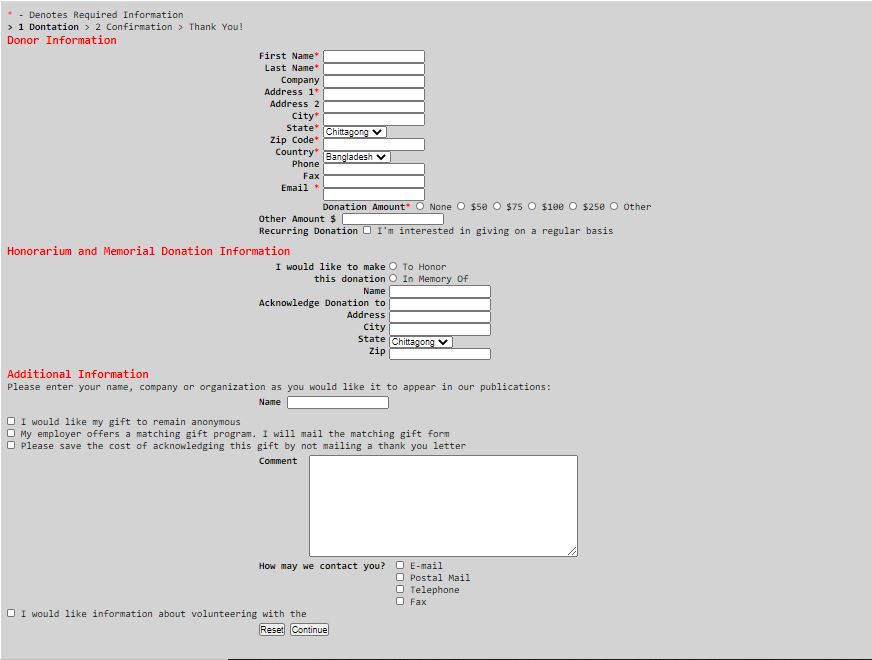 * - Denotes Required Information
> 1 Dontation > 2 Confirmation > Thank You!
Donor Information
First Name*
Last Name*
Company
Address 1*
Address 2
City*
State* Chittagong
Zip Code*
Country* Bangladesh
Phone
Fax
Email *
Donation Amount* None $50 $75 $100 $250 Other
Other Amount $
Recurring Donation I'm interested in giving on a regular basis
Honorarium and Memorial Donation Information
I would like to make To Honor
this donation In Memory Of
Name
Acknowledge Donation to
Address
City
State Chittagong
Zip
Additional Information
Please enter your name, company or organization as you would like it to appear in our publications:
Name
I would like my gift to remain anonymous
My employer offers a matching gift program. I will mail the matching gift form
Please save the cost of acknowledging this gift by not mailing a thank you letter
Comment
How may we contact you? E-mail
Postal Mail
Telephone
Fax
I would like information about volunteering with the
Reset Continue